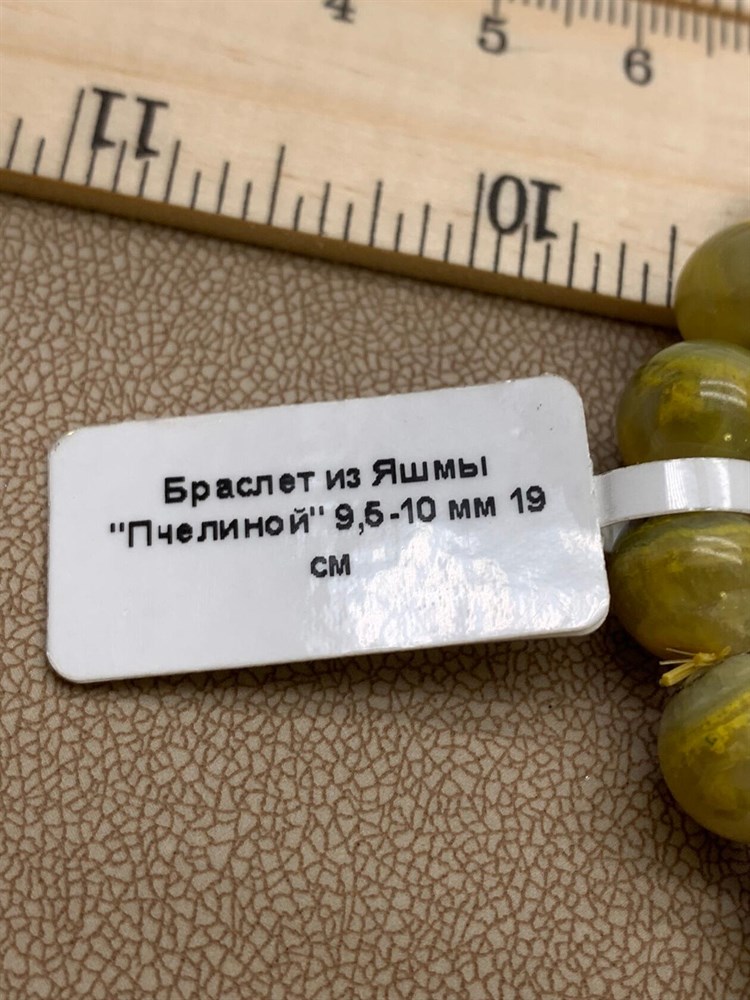 4 5 6
11 10
Браслет из Яшмы
"Пчелиной" 9,5-10 мм 19
см